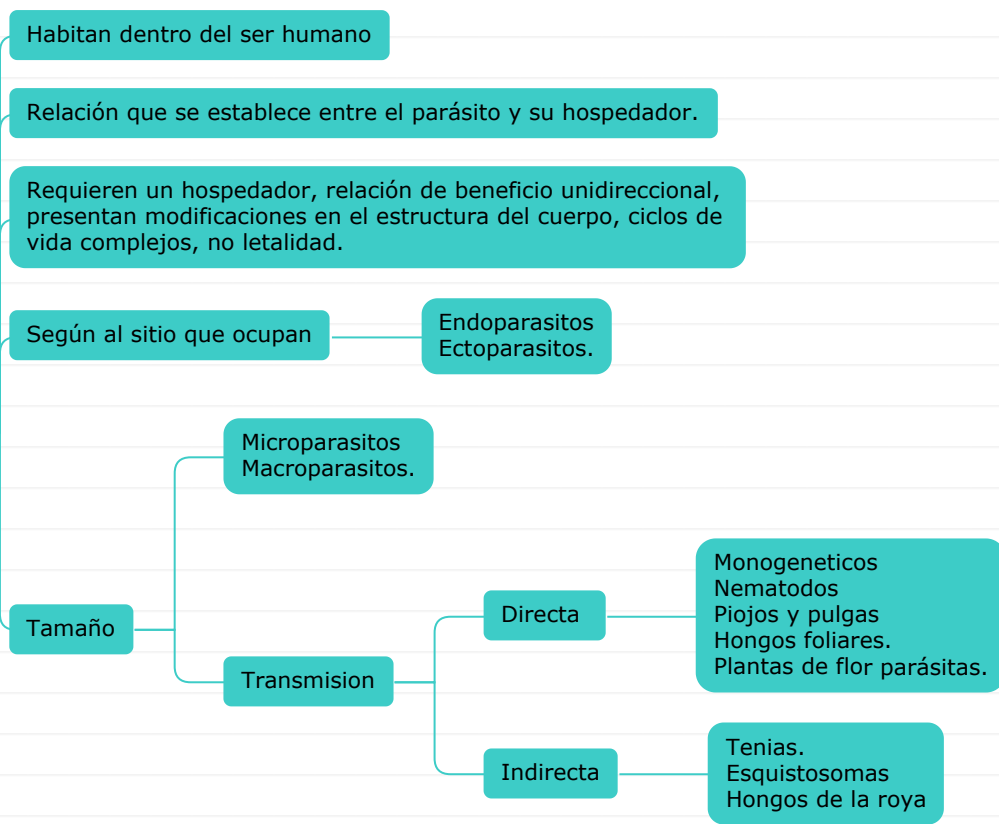 Habitan dentro del ser humano
Relación que se establece entre el parásito y su hospedador.
Requieren un hospedador, relación de beneficio unidireccional,
presentan modificaciones en el estructura del cuerpo, ciclos de
vida complejos, no letalidad.
Según al sitio que ocupan
Endoparasitos
Ectoparasitos.
Tamaño
Microparasitos
Macroparasitos.
Transmision
Directa
Monogeneticos
Nematodos
Piojos y pulgas
Hongos foliares.
Plantas de flor parásitas.
Indirecta
Tenias.
Esquistosomas
Hongos de la roya